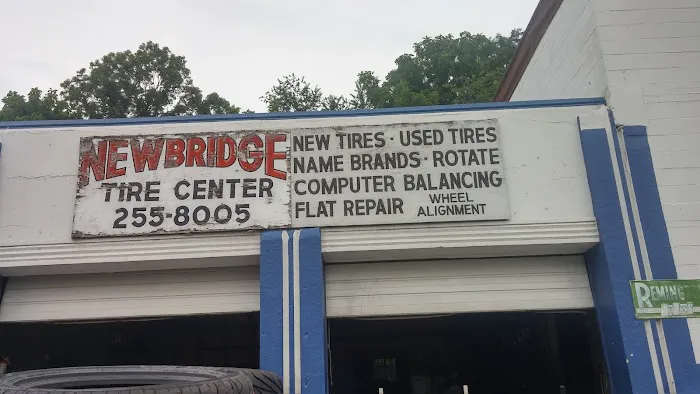 NEWBRIDGE
TIRE CENTER
255-8005
NEW TIRES · USED TIRES
NAME BRANDS · ROTATE
COMPUTER BALANCING
FLAT REPAIR
WHEEL
ALIGNMENT